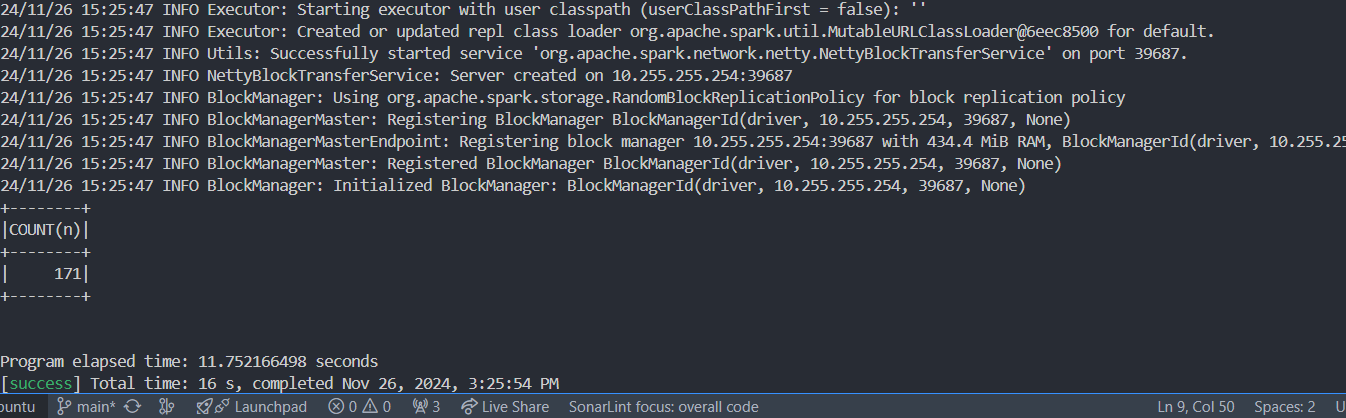 24/11/26 15:25:47 INFO Executor: Starting executor with user classpath (userClassPathFirst = false): ''
24/11/26 15:25:47 INFO Executor: Created or updated repl class loader org.apache.spark.util.MutableURLClassLoader@6eec8500 for default.
24/11/26 15:25:47 INFO Utils: Successfully started service 'org.apache.spark.network.netty.NettyBlockTransferService' on port 39687.
24/11/26 15:25:47 INFO NettyBlockTransferService: Server created on 10.255.255.254:39687
24/11/26 15:25:47 INFO BlockManager: Using org.apache.spark.storage.RandomBlockReplicationPolicy for block replication policy
24/11/26 15:25:47 INFO BlockManagerMaster: Registering BlockManager BlockManagerId(driver, 10.255.255.254, 39687, None)
24/11/26 15:25:47 INFO BlockManagerMasterEndpoint: Registering block manager 10.255.255.254:39687 with 434.4 MiB RAM, BlockManagerId(driver, 10.255.25
24/11/26 15:25:47 INFO BlockManagerMaster: Registered BlockManager BlockManagerId(driver, 10.255.255.254, 39687, None)
24/11/26 15:25:47 INFO BlockManager: Initialized BlockManager: BlockManagerId(driver, 10.255.255.254, 39687, None)
+--------+
|COUNT(n)|
+--------+
|     171|
+--------+
Program elapsed time: 11.752166498 seconds
[success] Total time: 16 s, completed Nov 26, 2024, 3:25:54 PM
buntu main* Launchpad 0 0 3 Live Share SonarLint focus: overall code Ln 9, Col 50 Spaces: 2 U